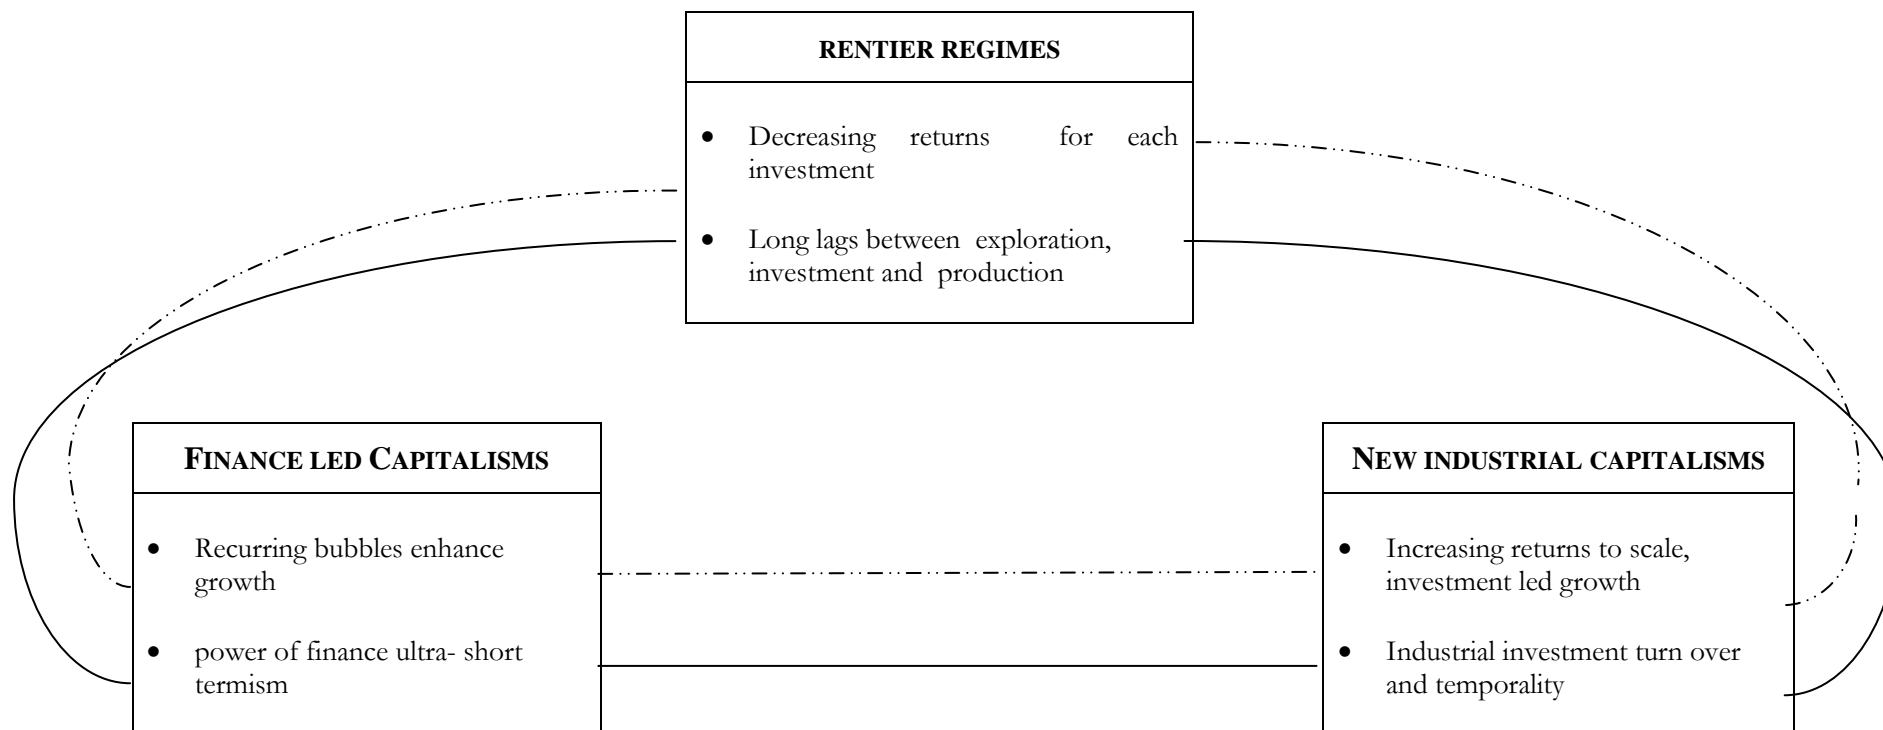 RENTIER REGIMES
• Decreasing returns for each
investment
• Long lags between exploration,
investment and production
FINANCE LED CAPITALISMS
• Recurring bubbles enhance
growth
• power of finance ultra- short
termism
NEW INDUSTRIAL CAPITALISMS
• Increasing returns to scale,
investment led growth
• Industrial investment turn over
and temporality